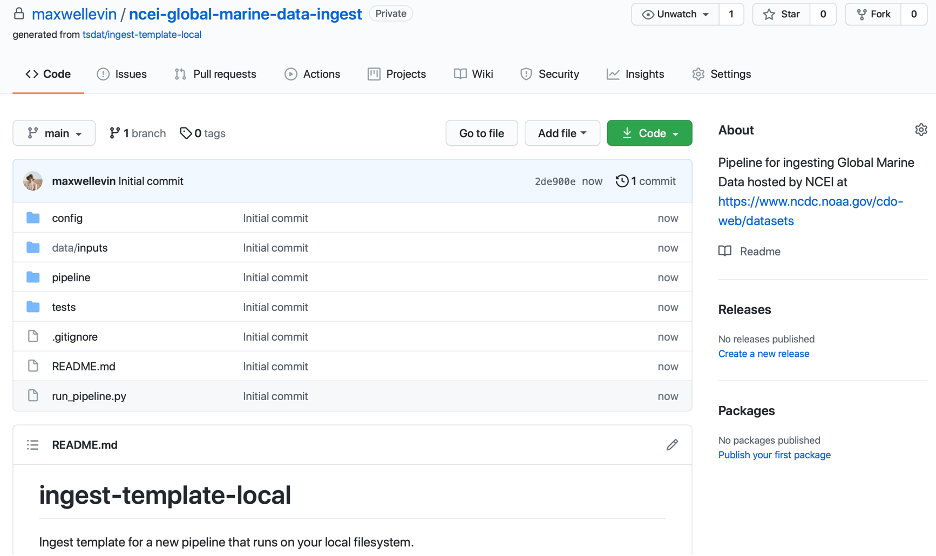 maxwellevin / ncei-global-marine-data-ingest Private
Unwatch 1 Star 0 Fork 0
generated from tsdat/ingest-template-local
Code Issues Pull requests Actions Projects Wiki Security Insights Settings
main 1 branch 0 tags Go to file Add file Code
maxwellevin Initial commit 2de900e now 1 commit
config Initial commit now
data/inputs Initial commit now
pipeline Initial commit now
tests Initial commit now
.gitignore Initial commit now
README.md Initial commit now
run_pipeline.py Initial commit now
README.md
ingest-template-local
Ingest template for a new pipeline that runs on your local filesystem.
About
Pipeline for ingesting Global Marine
Data hosted by NCEI at
https://www.ncdc.noaa.gov/cdo-
web/datasets
Readme
Releases
No releases published
Create a new release
Packages
No packages published
Publish your first package